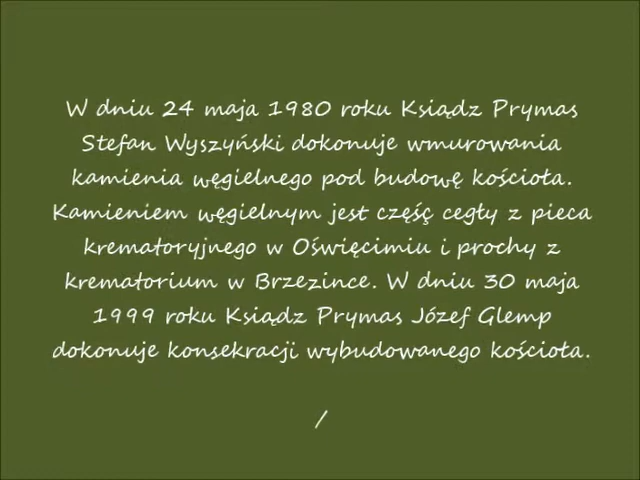 W dniu 24 maja 1980 roku Ksiądz Prymas
Stefan Wyszyński dokonuje wmurowania
kamienia węgielnego pod budowę kościoła.
Kamieniem węgielnym jest częśç cegły z pieca
krematoryjnego w Oświęcimiu i prochy z
krematorium w Brzezince. W dniu 30 maja
1999 roku Ksiądz Prymas Józef Glemp
dokonuje konsekracji wybudowanego kościoła.
/